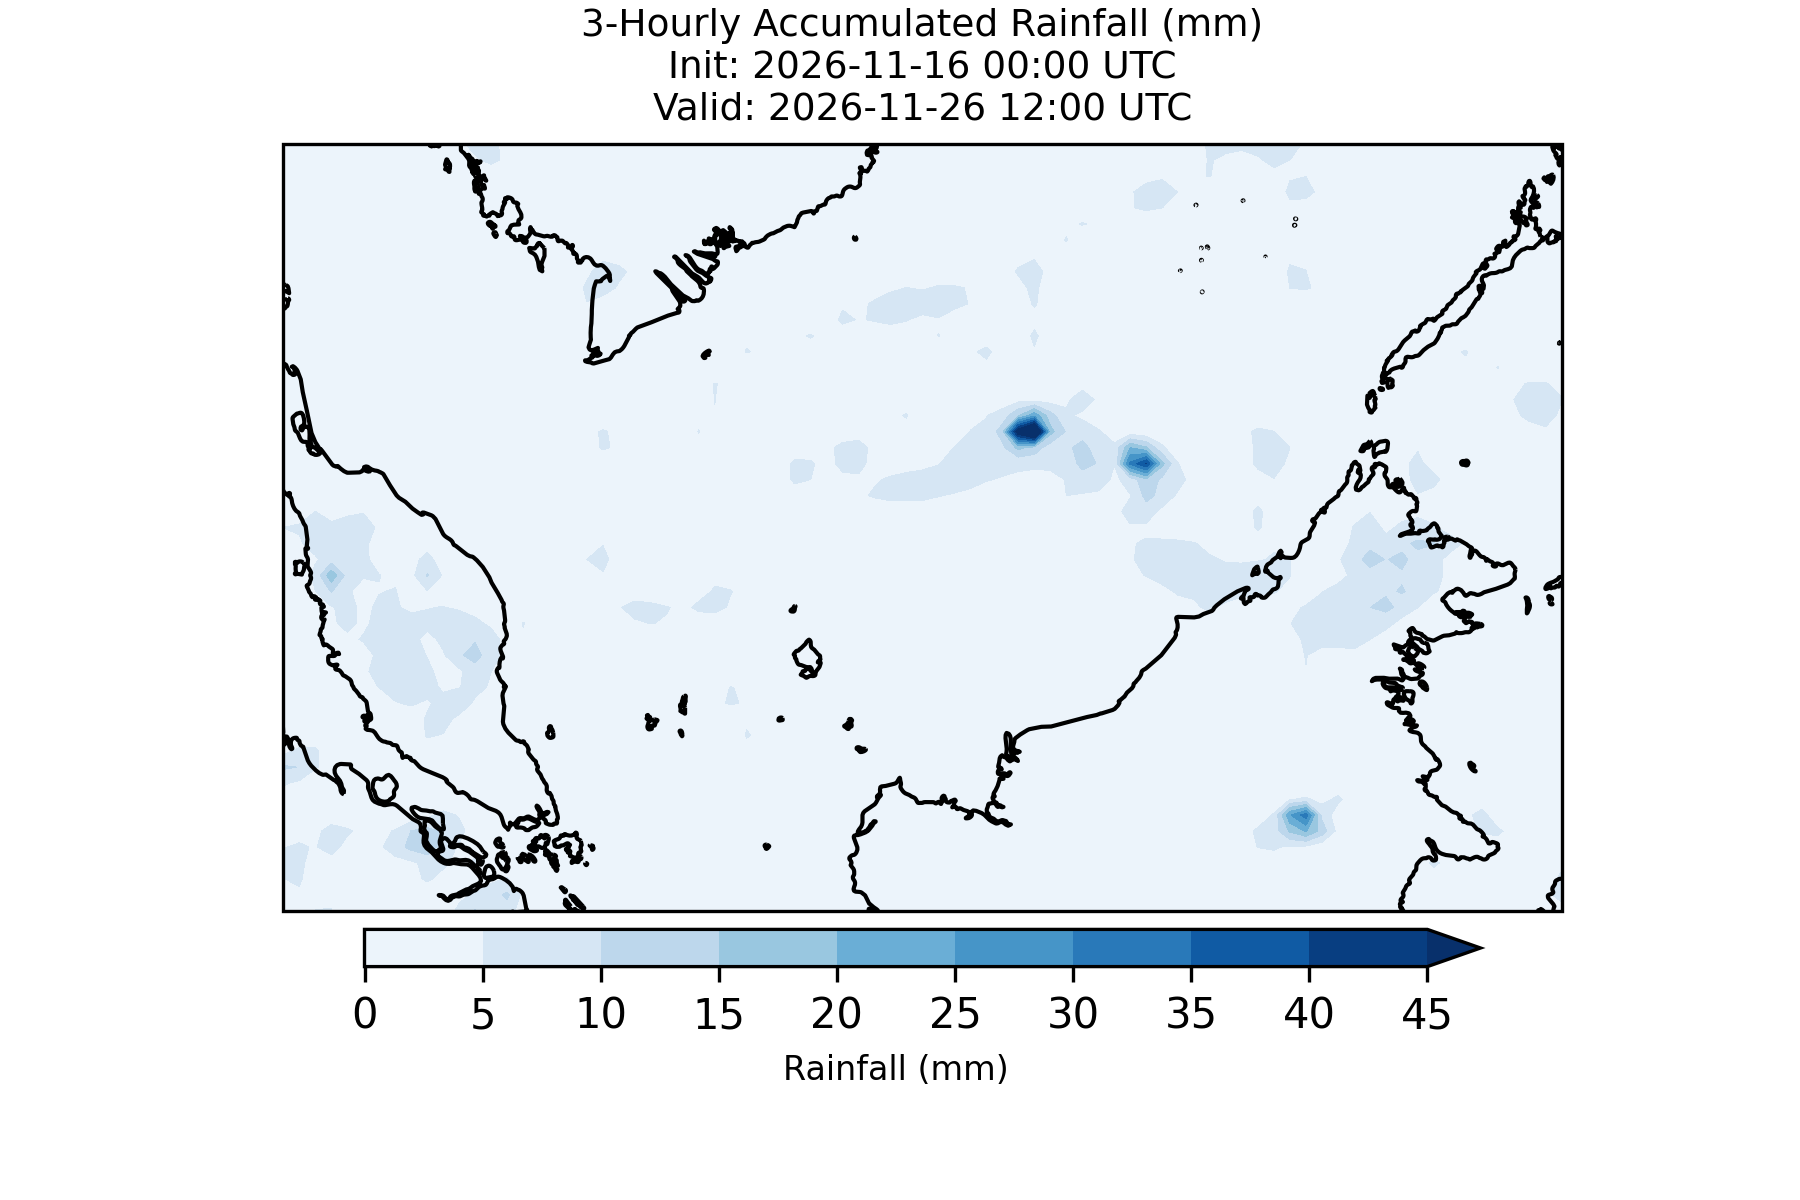 3-Hourly Accumulated Rainfall (mm)
Init: 2026-11-16 00:00 UTC
Valid: 2026-11-26 12:00 UTC
0 5 10 15 20 25 30 35 40 45
Rainfall (mm)